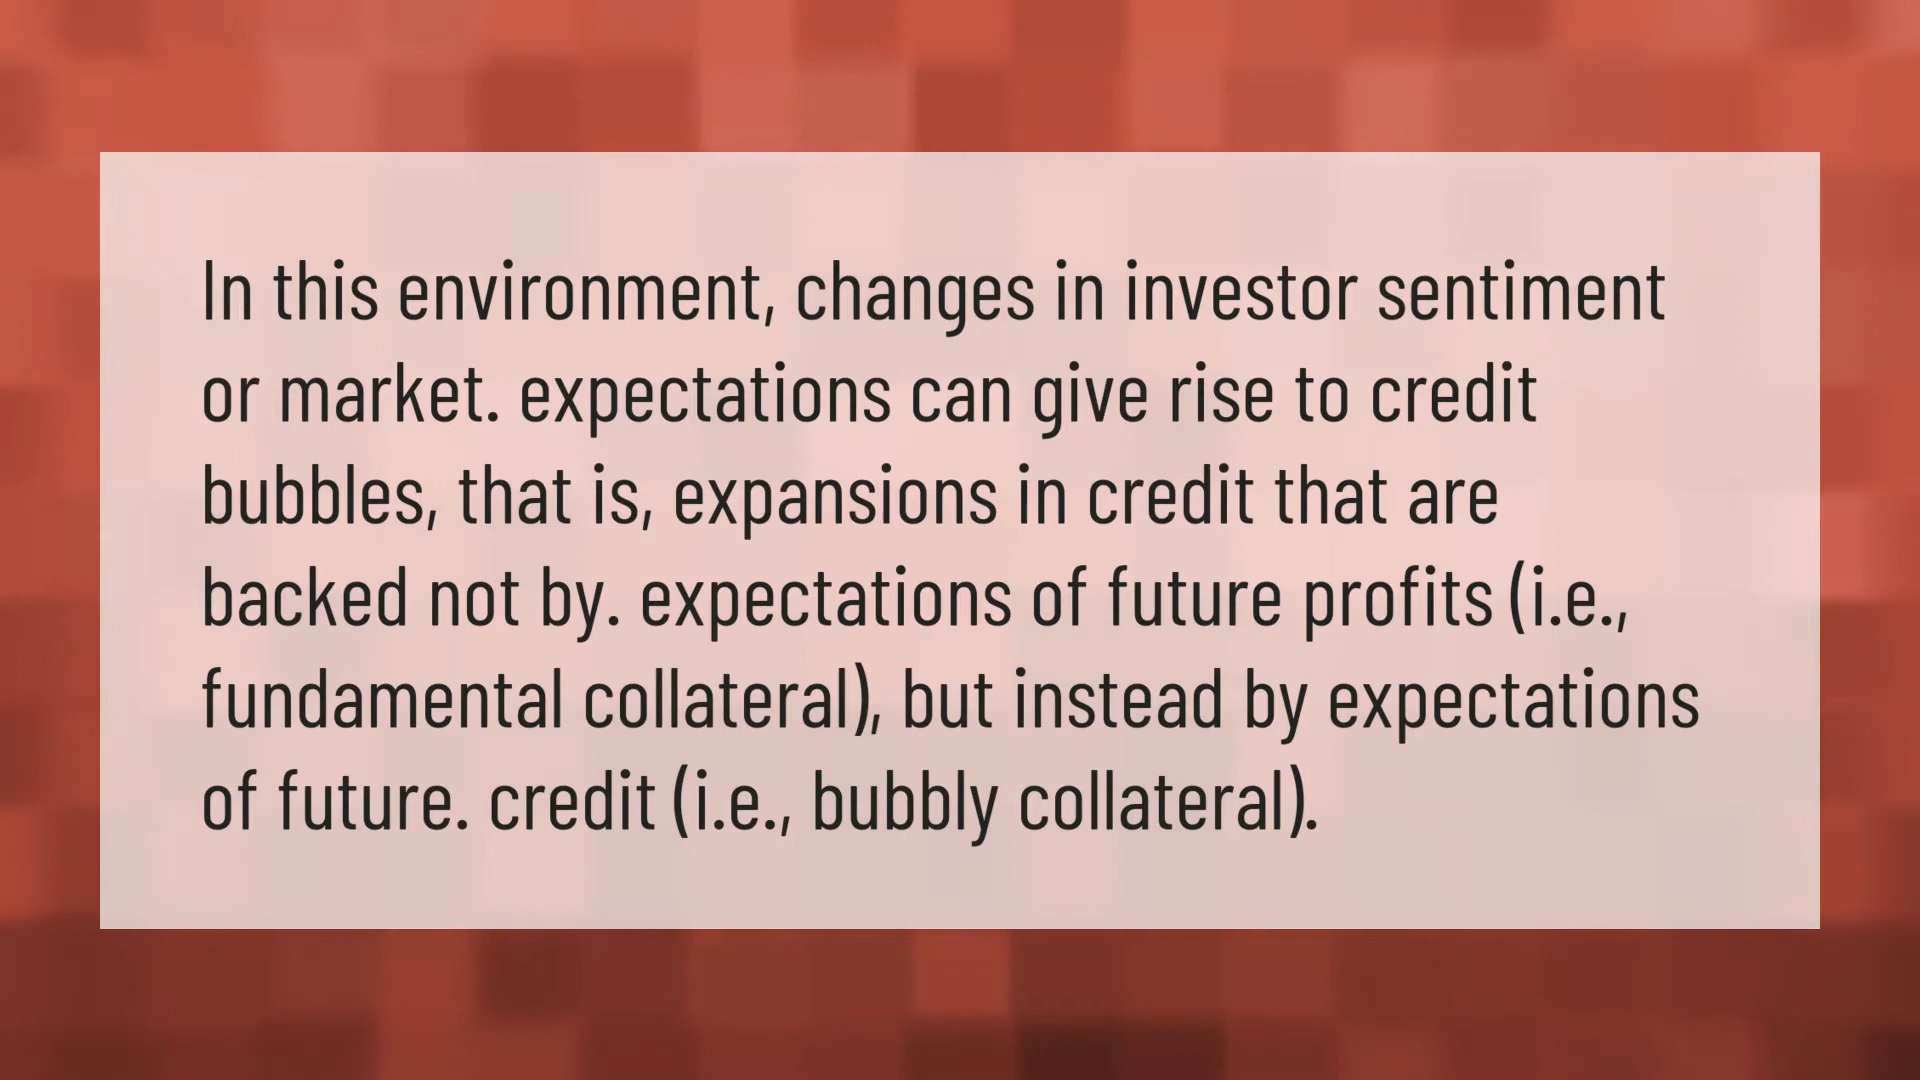 In this environment, changes in investor sentiment
or market. expectations can give rise to credit
bubbles, that is, expansions in credit that are
backed not by. expectations of future profits (i.e.,
fundamental collateral), but instead by expectations
of future. credit (i.e., bubbly collateral).